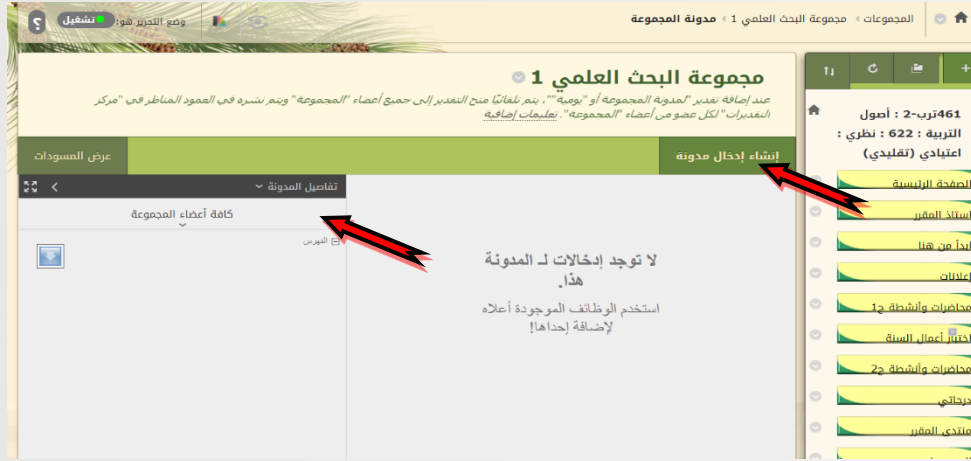 المجموعات › مجموعة البحث العلمي 1 › مدونة المجموعة
وضع التحرير هو: تشغيل ?
461ترب-2 : أصول
التربية : 622 : نظري :
اعتيادي (تقليدي)
الصفحة الرئيسية
استاذ المقرر
ابدأ من هنا
إعلانات
محاضرات وأنشطة ج1
اختبار أعمال السنة
محاضرات وأنشطة ج2
درجاتي
منتدى المقرر
مجموعة البحث العلمي 1
عند إضافة تقدير "لمدونة المجموعة أو "يومية""، يتم تلقائيًا منح التقدير إلى جميع أعضاء "المجموعة" ويتم نشره في العمود المناظر في "مركز
التقديرات" لكل عضو من أعضاء "المجموعة". تعليمات إضافية
إنشاء إدخال مدونة
عرض المسودات
تفاصيل المدونة
كافة أعضاء المجموعة
الفهرس
لا توجد إدخالات لـ المدونة
هذا.
استخدم الوظائف الموجودة أعلاه
لإضافة إحداها!